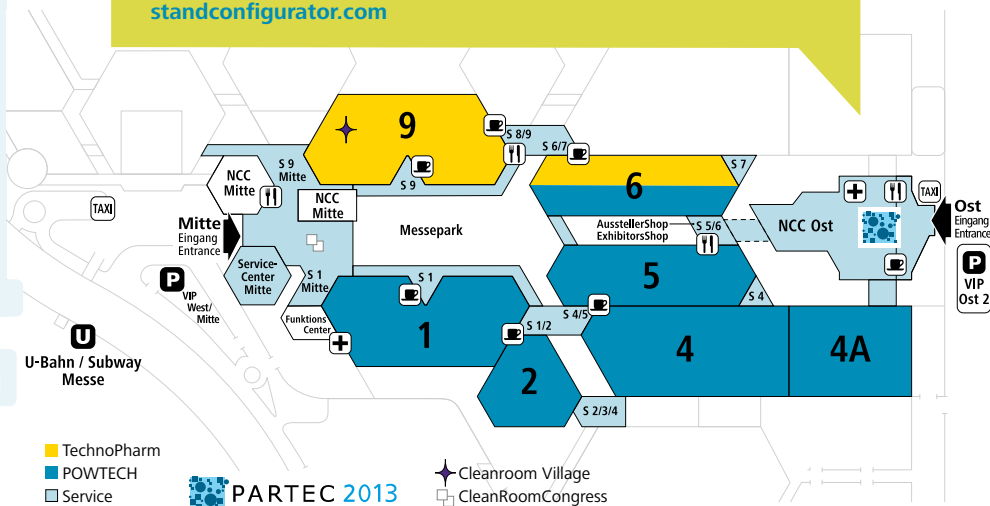 standconfigurator.com
9
S 8/9
S 6/7
S 9
Mitte
S 9
S 7
NCC
Mitte
NCC
Mitte
6
TAXI
TAXI
Mitte
Eingang
Entrance
Messepark
AusstellerShop
ExhibitorsShop
S 5/6
NCC Ost
Ost
Eingang
Entrance
Service-
Center
Mitte
S 1
Mitte
S 1
5
S 4
P
VIP
West/
Mitte
P
VIP
Ost 2
Funktions
Center
1
S 1/2
S 4/5
4
4A
U
U-Bahn / Subway
Messe
2
S 2/3/4
TechnoPharm
POWTECH
Service
PARTEC 2013
Cleanroom Village
CleanRoomCongress